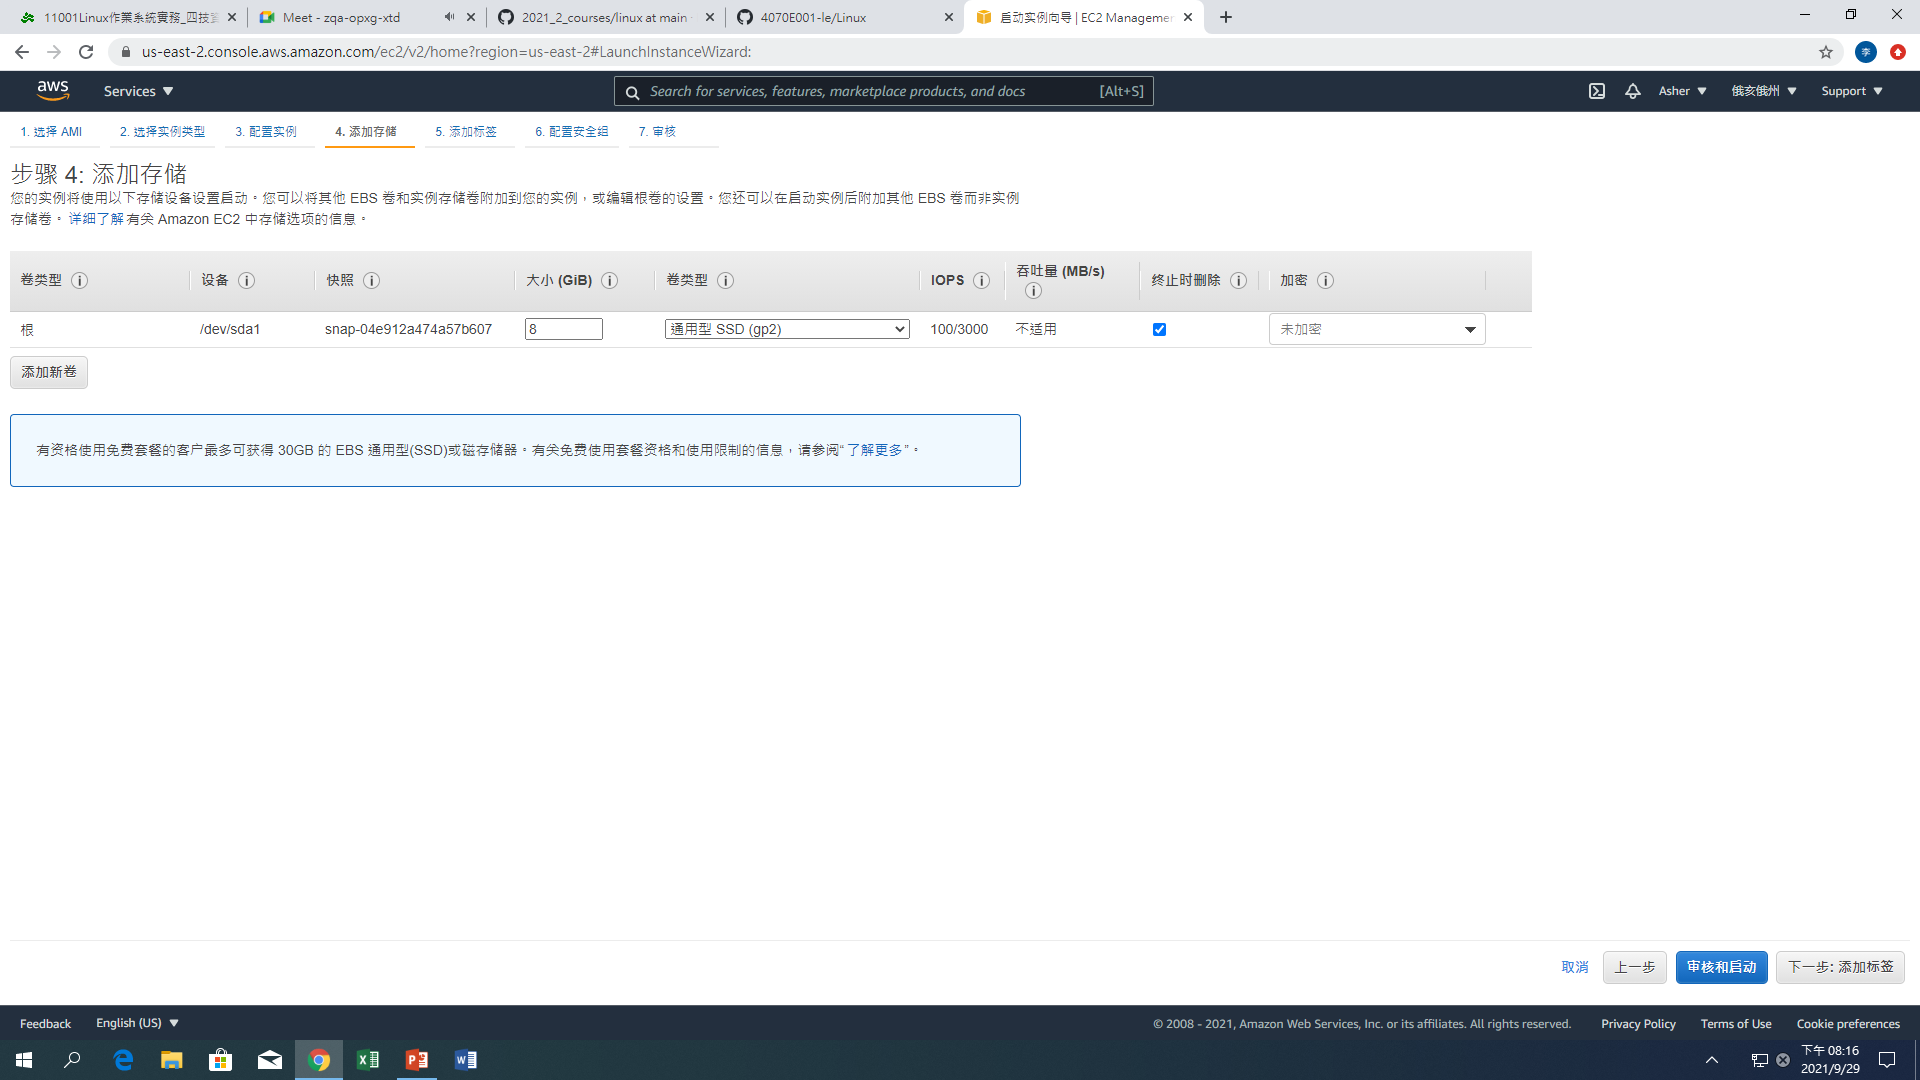 11001Linux作業系統實務_四技資
Meet - zqa-opxg-xtd
2021_2_courses/linux at main
4070E001-le/Linux
启动实例向导 | EC2 Managemen
us-east-2.console.aws.amazon.com/ec2/v2/home?region=us-east-2#LaunchInstanceWizard:
李
aws
Services
Search for services, features, marketplace products, and docs
[Alt+S]
Asher
俄亥俄州
Support
1. 选择 AMI
2. 选择实例类型
3. 配置实例
4. 添加存储
5. 添加标签
6. 配置安全组
7. 审核
步骤 4: 添加存储
您的实例将使用以下存储设备设置启动。您可以将其他 EBS 卷和实例存储卷附加到您的实例，或编辑根卷的设置。您还可以在启动实例后附加其他 EBS 卷而非实例
存储卷。 详细了解 有关 Amazon EC2 中存储选项的信息。
卷类型
设备
快照
大小 (GiB)
卷类型
IOPS
吞吐量 (MB/s)
终止时删除
加密
根
/dev/sda1
snap-04e912a474a57b607
8
通用型 SSD (gp2)
100/3000
不适用
未加密
添加新卷
有资格使用免费套餐的客户最多可获得 30GB 的 EBS 通用型(SSD)或磁存储器。有关免费使用套餐资格和使用限制的信息，请参阅“了解更多”。
取消
上一步
审核和启动
下一步: 添加标签
Feedback
English (US)
© 2008 - 2021, Amazon Web Services, Inc. or its affiliates. All rights reserved.
Privacy Policy
Terms of Use
Cookie preferences
下午 08:16
2021/9/29